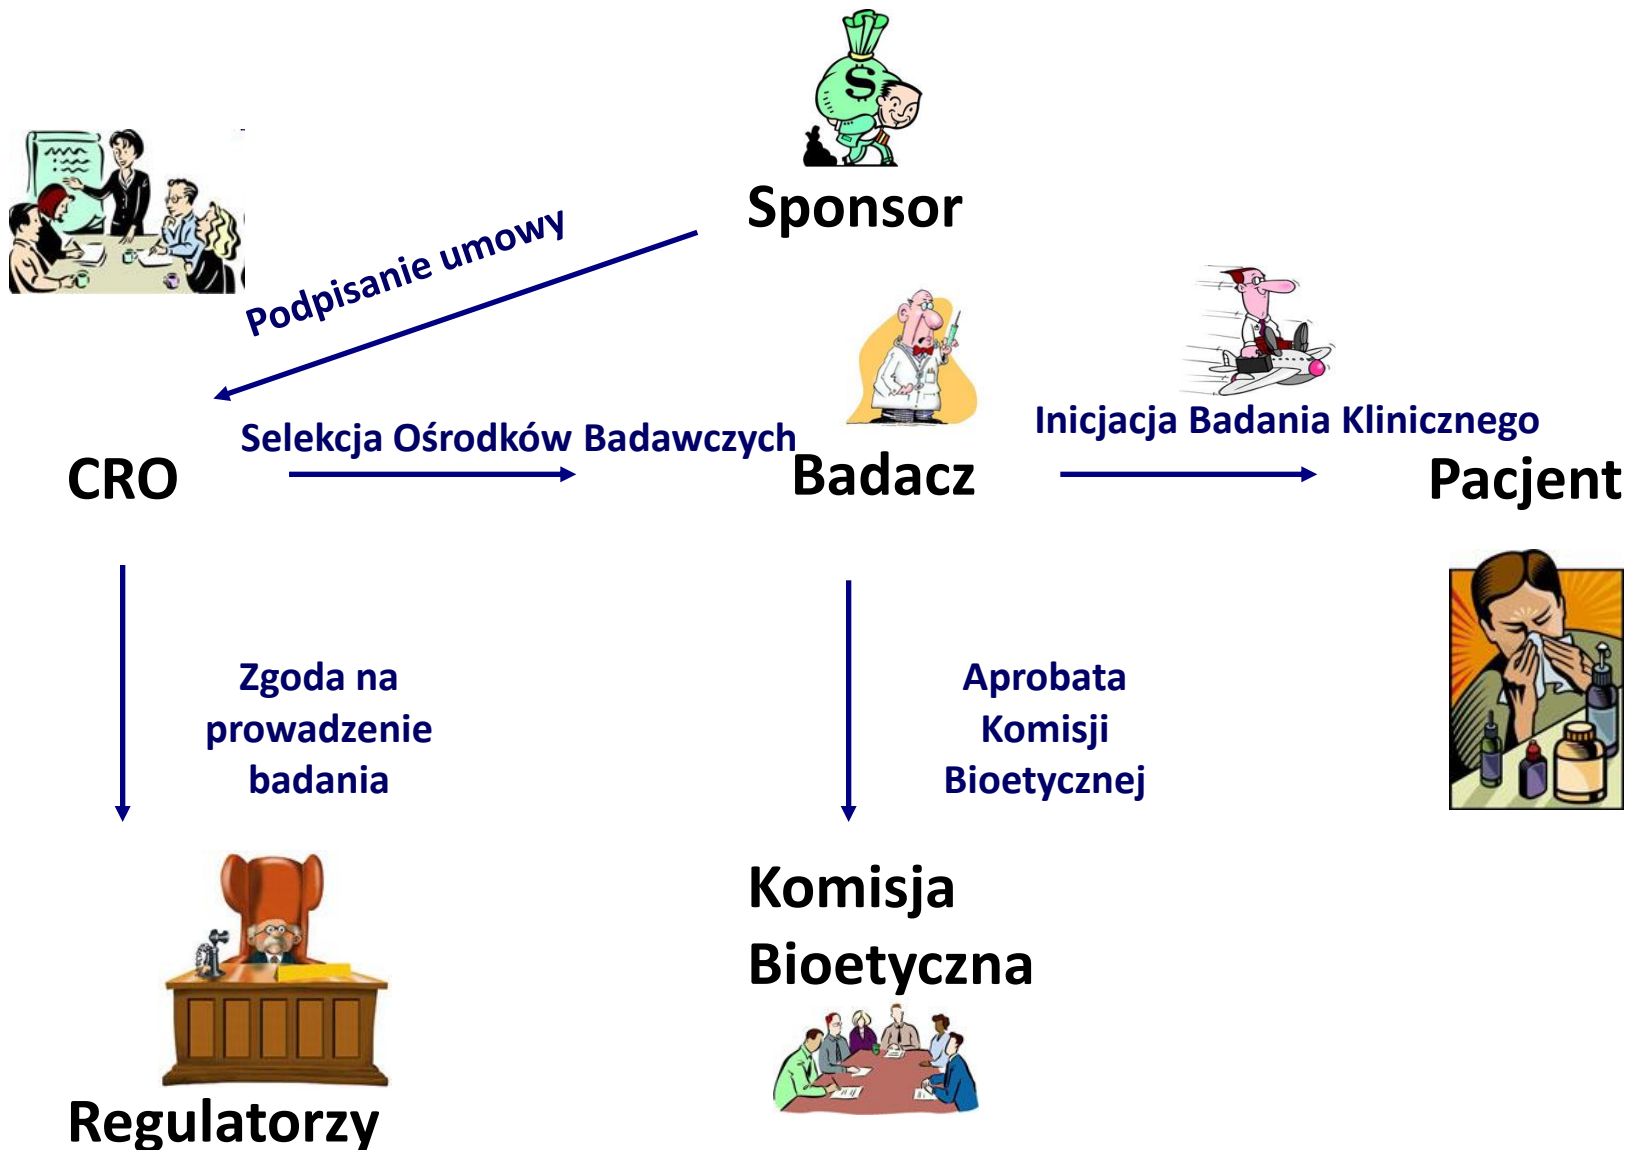 Sponsor
Podpisanie umowy
Selekcja Ośrodków Badawczych
Inicjacja Badania Klinicznego
CRO
Badacz
Pacjent
Zgoda na
prowadzenie
badania
Aprobata
Komisji
Bioetycznej
Komisja
Bioetyczna
Regulatorzy